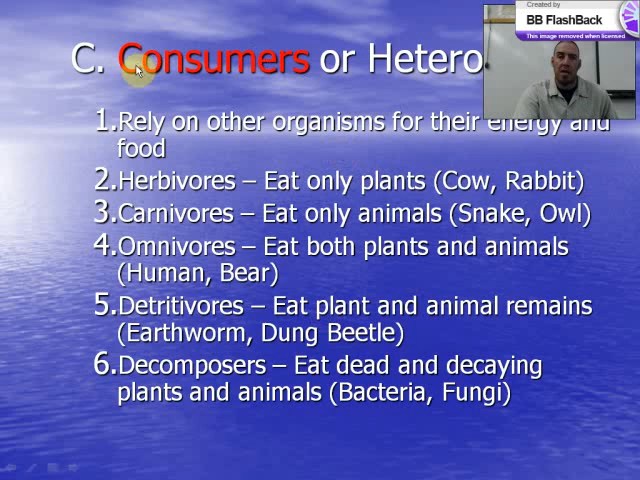 Created by
BB FlashBack
This image removed when licensed
C. Consumers or Hetero
1.Rely on other organisms for their energy and
food
2.Herbivores – Eat only plants (Cow, Rabbit)
3.Carnivores – Eat only animals (Snake, Owl)
4.Omnivores – Eat both plants and animals
(Human, Bear)
5.Detritivores – Eat plant and animal remains
(Earthworm, Dung Beetle)
6.Decomposers – Eat dead and decaying
plants and animals (Bacteria, Fungi)